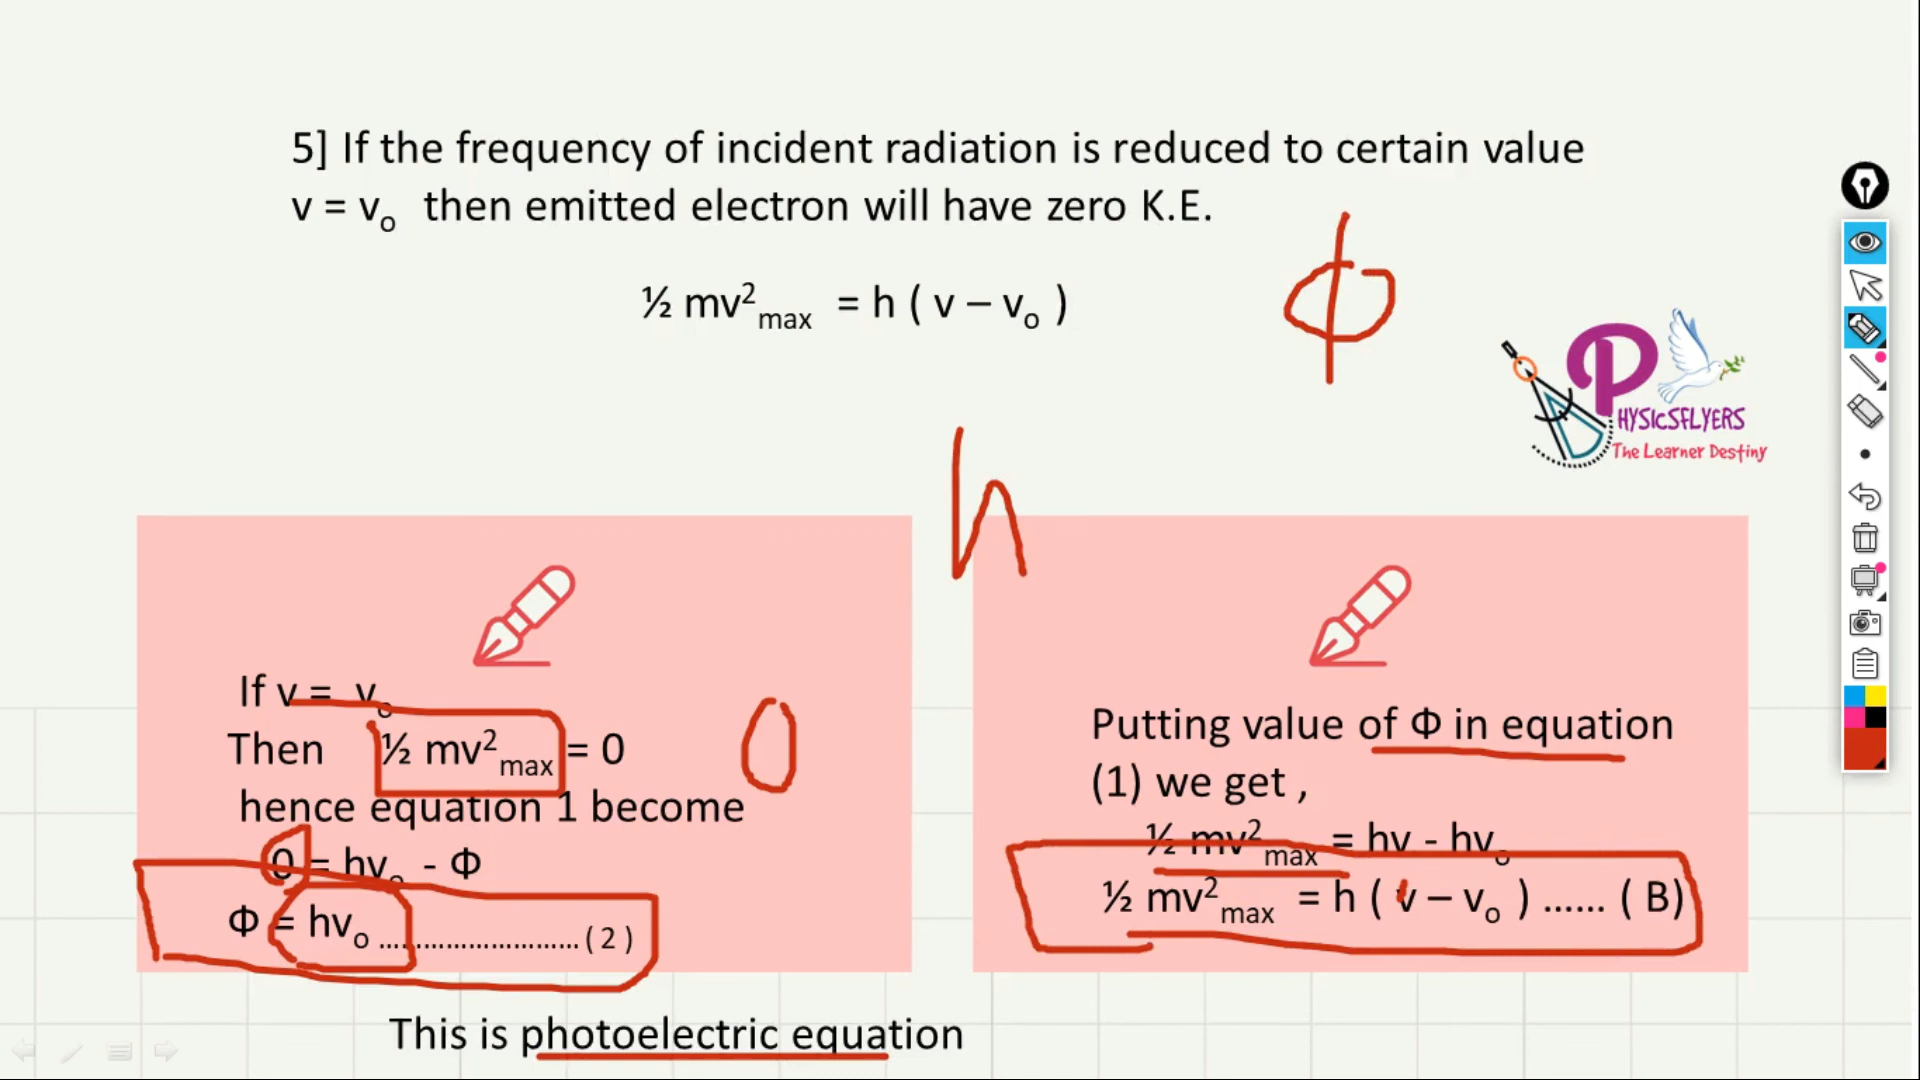 5] If the frequency of incident radiation is reduced to certain value
v = vₒ then emitted electron will have zero K.E.
½ mv²max = h ( v – vₒ )
ϕ
PHYSICSFLYERS
The Learner Destiny
h
If v = vₒ
Then ½ mv²max = 0
0
hence equation 1 become
0 = hvₒ - Φ
Φ = hvₒ ...........................( 2 )
Putting value of Φ in equation
(1) we get ,
½ mv²max = hv - hvₒ
½ mv²max = h ( v – vₒ ) ...... ( B)
This is photoelectric equation